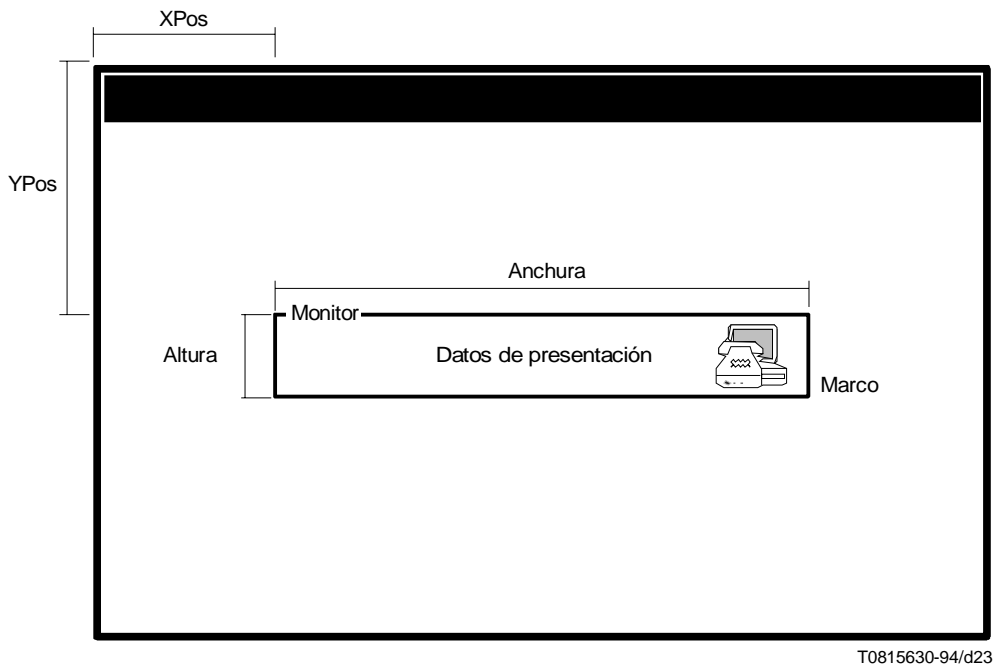 XPos
YPos
Anchura
Monitor
Altura
Datos de presentación
Marco
T0815630-94/d23